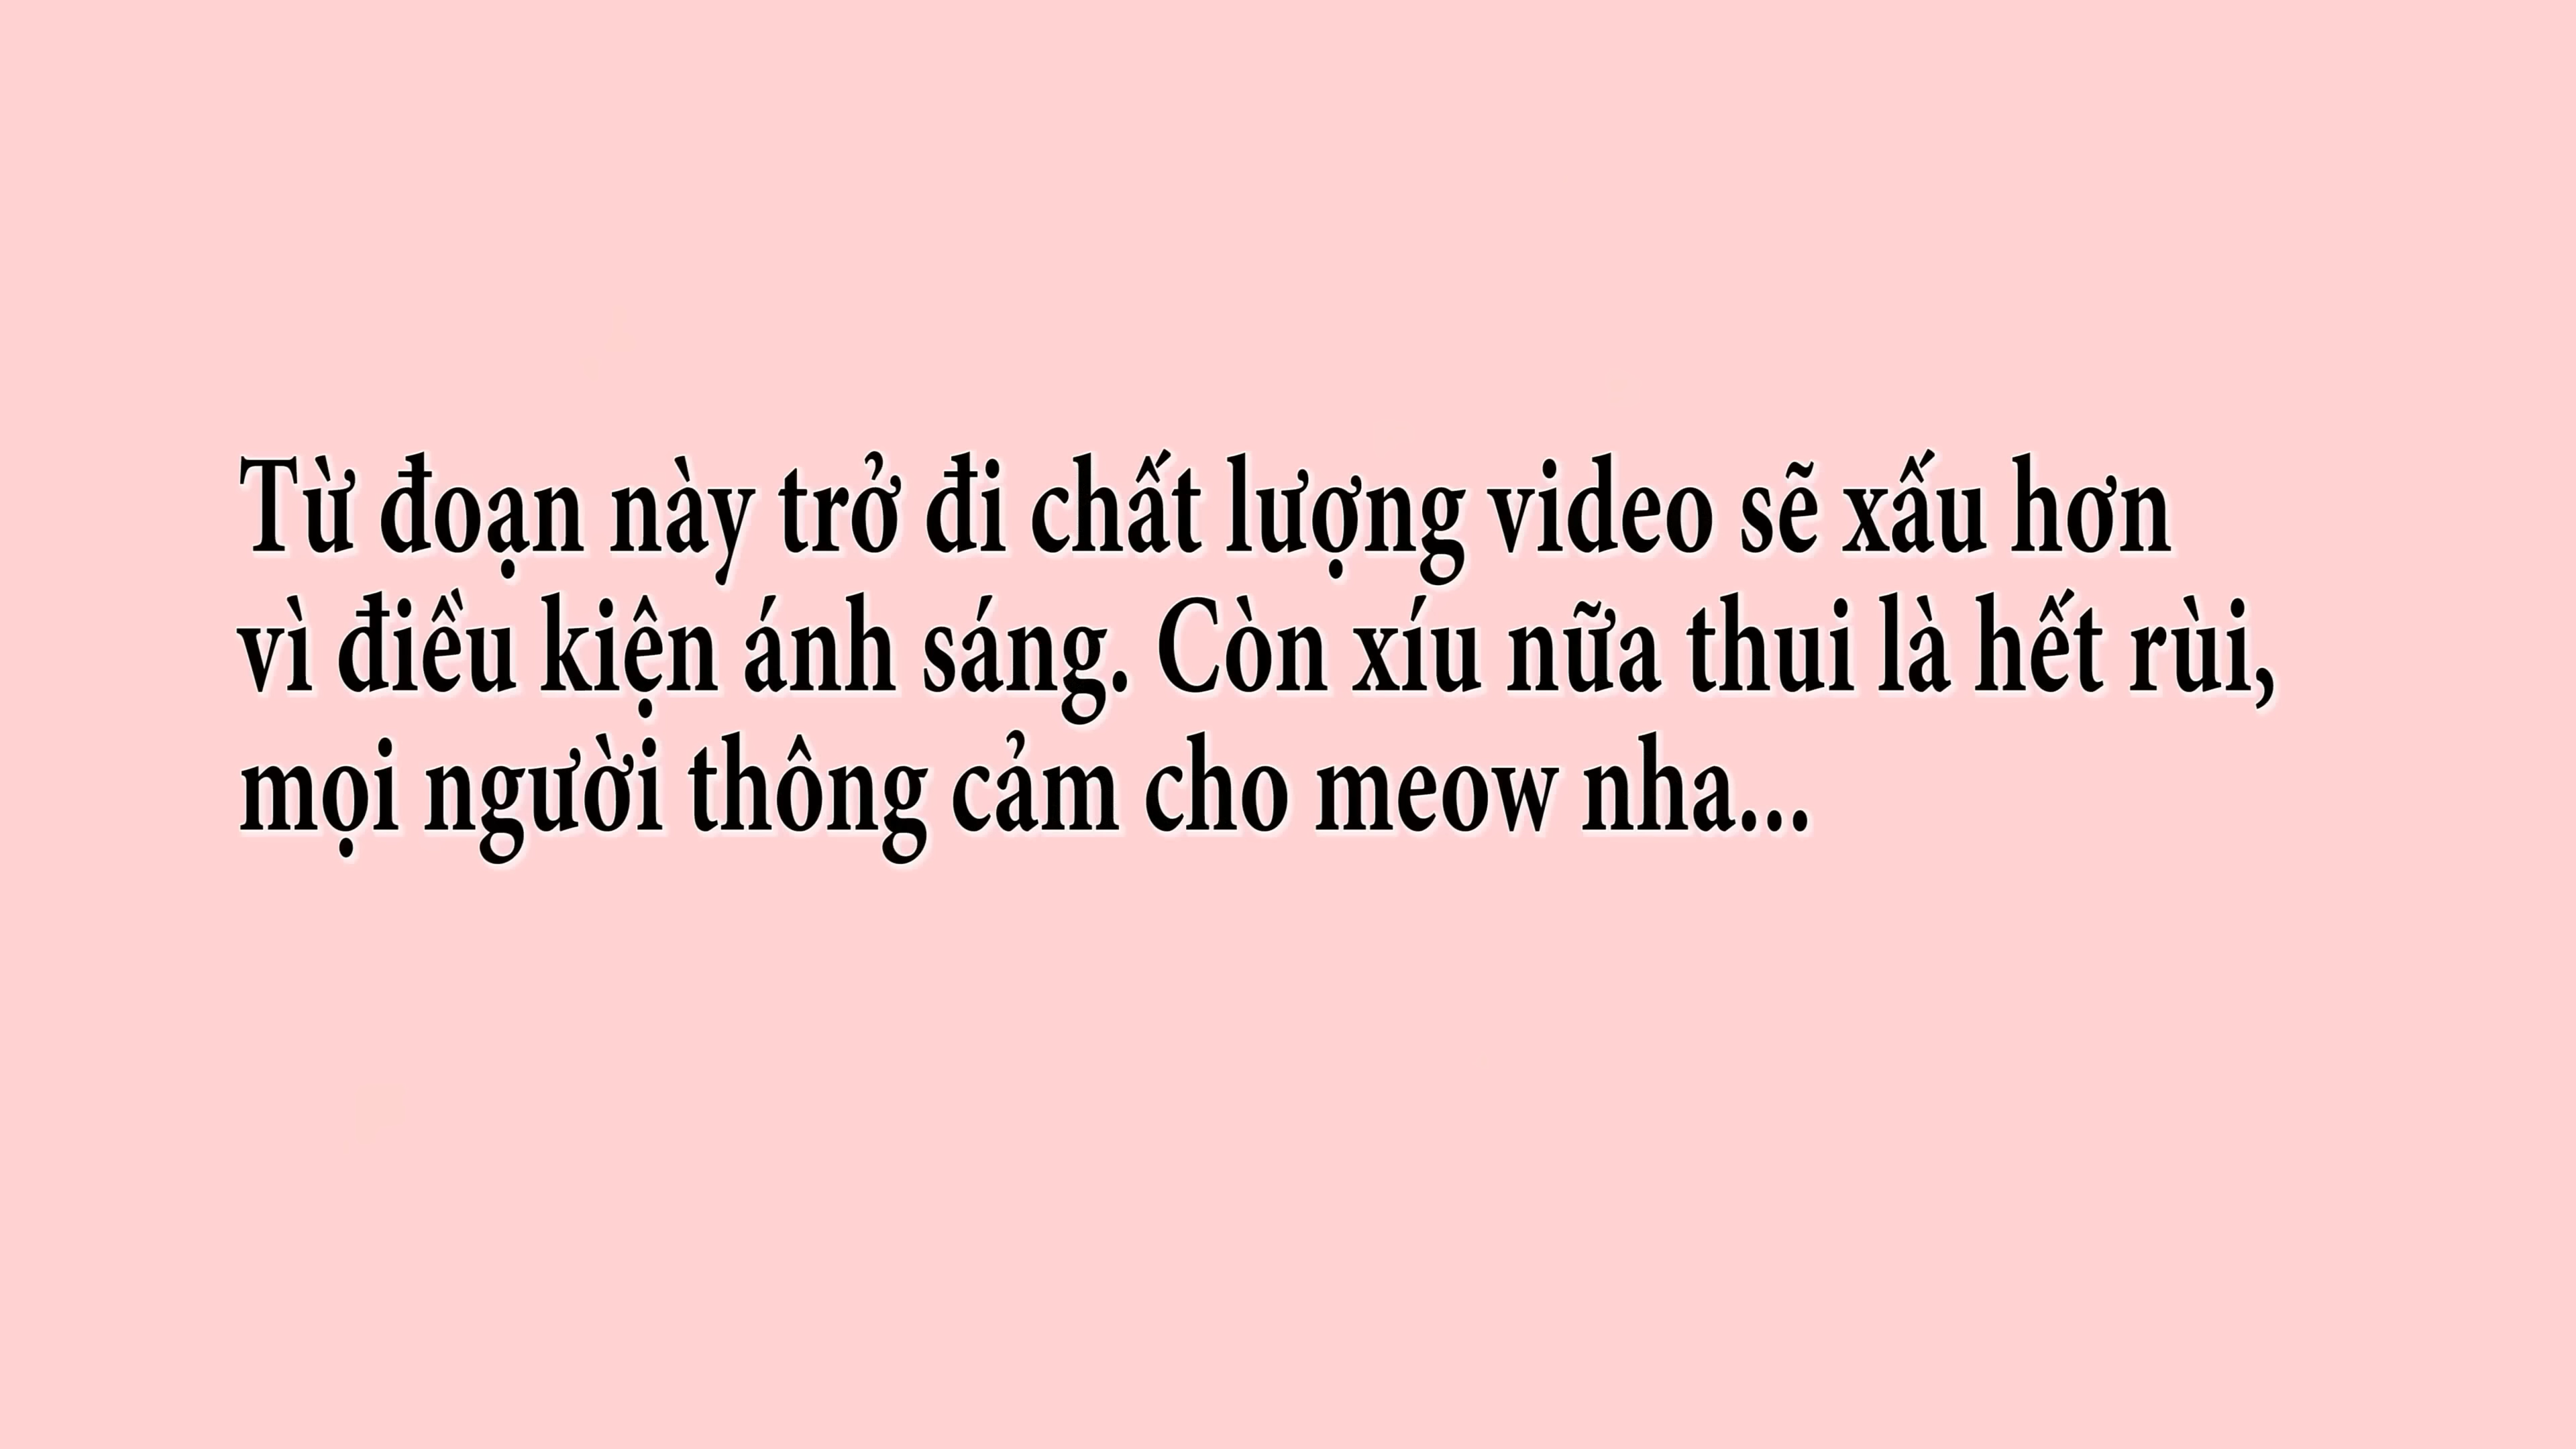 Từ đoạn này trở đi chất lượng video sẽ xấu hơn
vì điều kiện ánh sáng. Còn xíu nữa thui là hết rùi,
mọi người thông cảm cho meow nha...